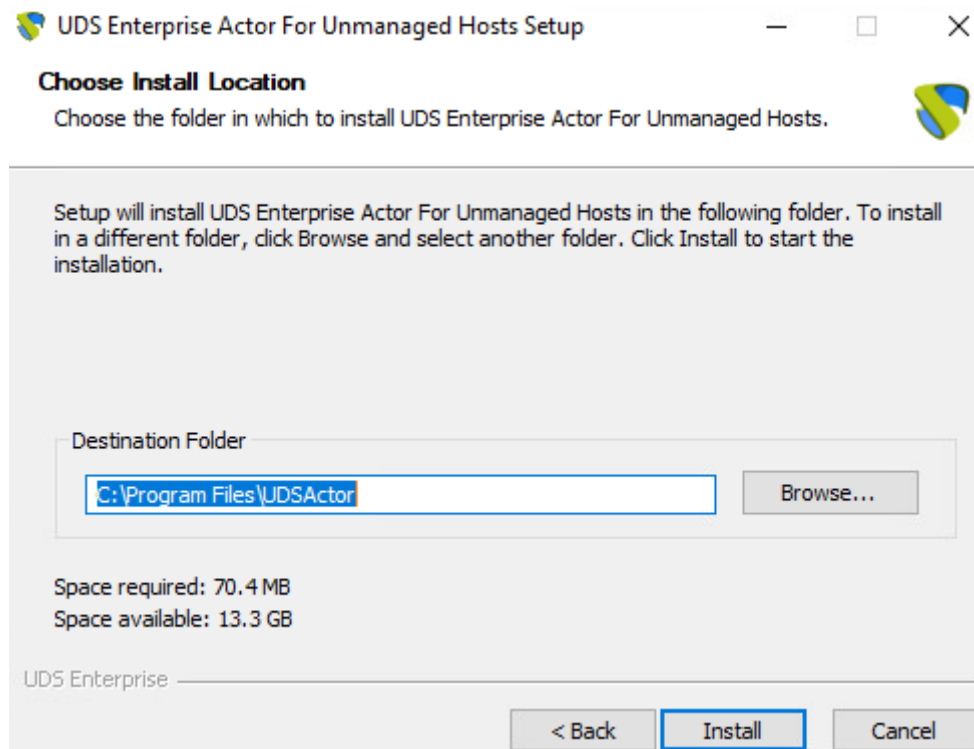 UDS Enterprise Actor For Unmanaged Hosts Setup
Choose Install Location
Choose the folder in which to install UDS Enterprise Actor For Unmanaged Hosts.
Setup will install UDS Enterprise Actor For Unmanaged Hosts in the following folder. To install
in a different folder, click Browse and select another folder. Click Install to start the
installation.
Destination Folder
C:\Program Files\UDSActor
Browse...
Space required: 70.4 MB
Space available: 13.3 GB
UDS Enterprise
< Back
Install
Cancel